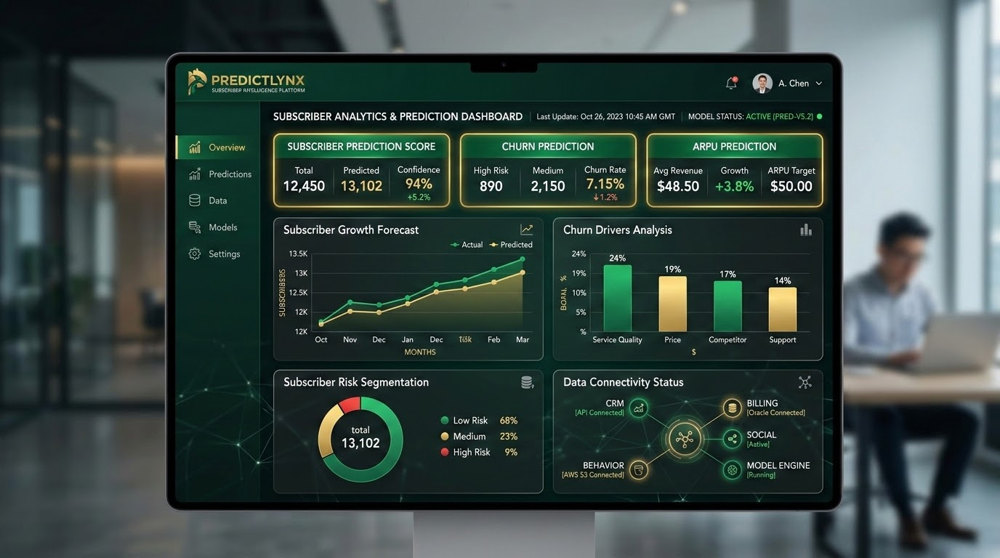 PREDICTLYNX
A. Chen
SUBSCRIBER ANALYTICS & PREDICTION DASHBOARD
Last Update: Oct 26, 2023 10:45 AM GMT
MODEL STATUS: ACTIVE [PRED-V5.2]
Overview
Predictions
Data
Models
Settings
SUBSCRIBER PREDICTION SCORE
Total
Predicted
Confidence
12,450
13,102
94%
+5.2%
CHURN PREDICTION
High Risk
Medium
Churn Rate
890
2,150
7.15%
↓1.2%
ARPU PREDICTION
Avg Revenue
Growth
ARPU Target
$48.50
+3.8%
$50.00
Subscriber Growth Forecast
Actual
Predicted
13.5K
13K
12.5K
12K
12K
Oct Nov Dec Jan Dec Feb Mar
MONTHS
Churn Drivers Analysis
24%
19%
10%
5%
%
%
24%
19%
17%
14%
Service Quality
Price
Competitor
Support
$
Subscriber Risk Segmentation
total
13,102
Low Risk 68%
Medium 23%
High Risk 9%
Data Connectivity Status
CRM
[API Connected]
BILLING
[Oracle Connected]
SOCIAL
[Aative]
BEHAVIOR
[AWS 53 Connected]
MODEL ENGINE
[Running]